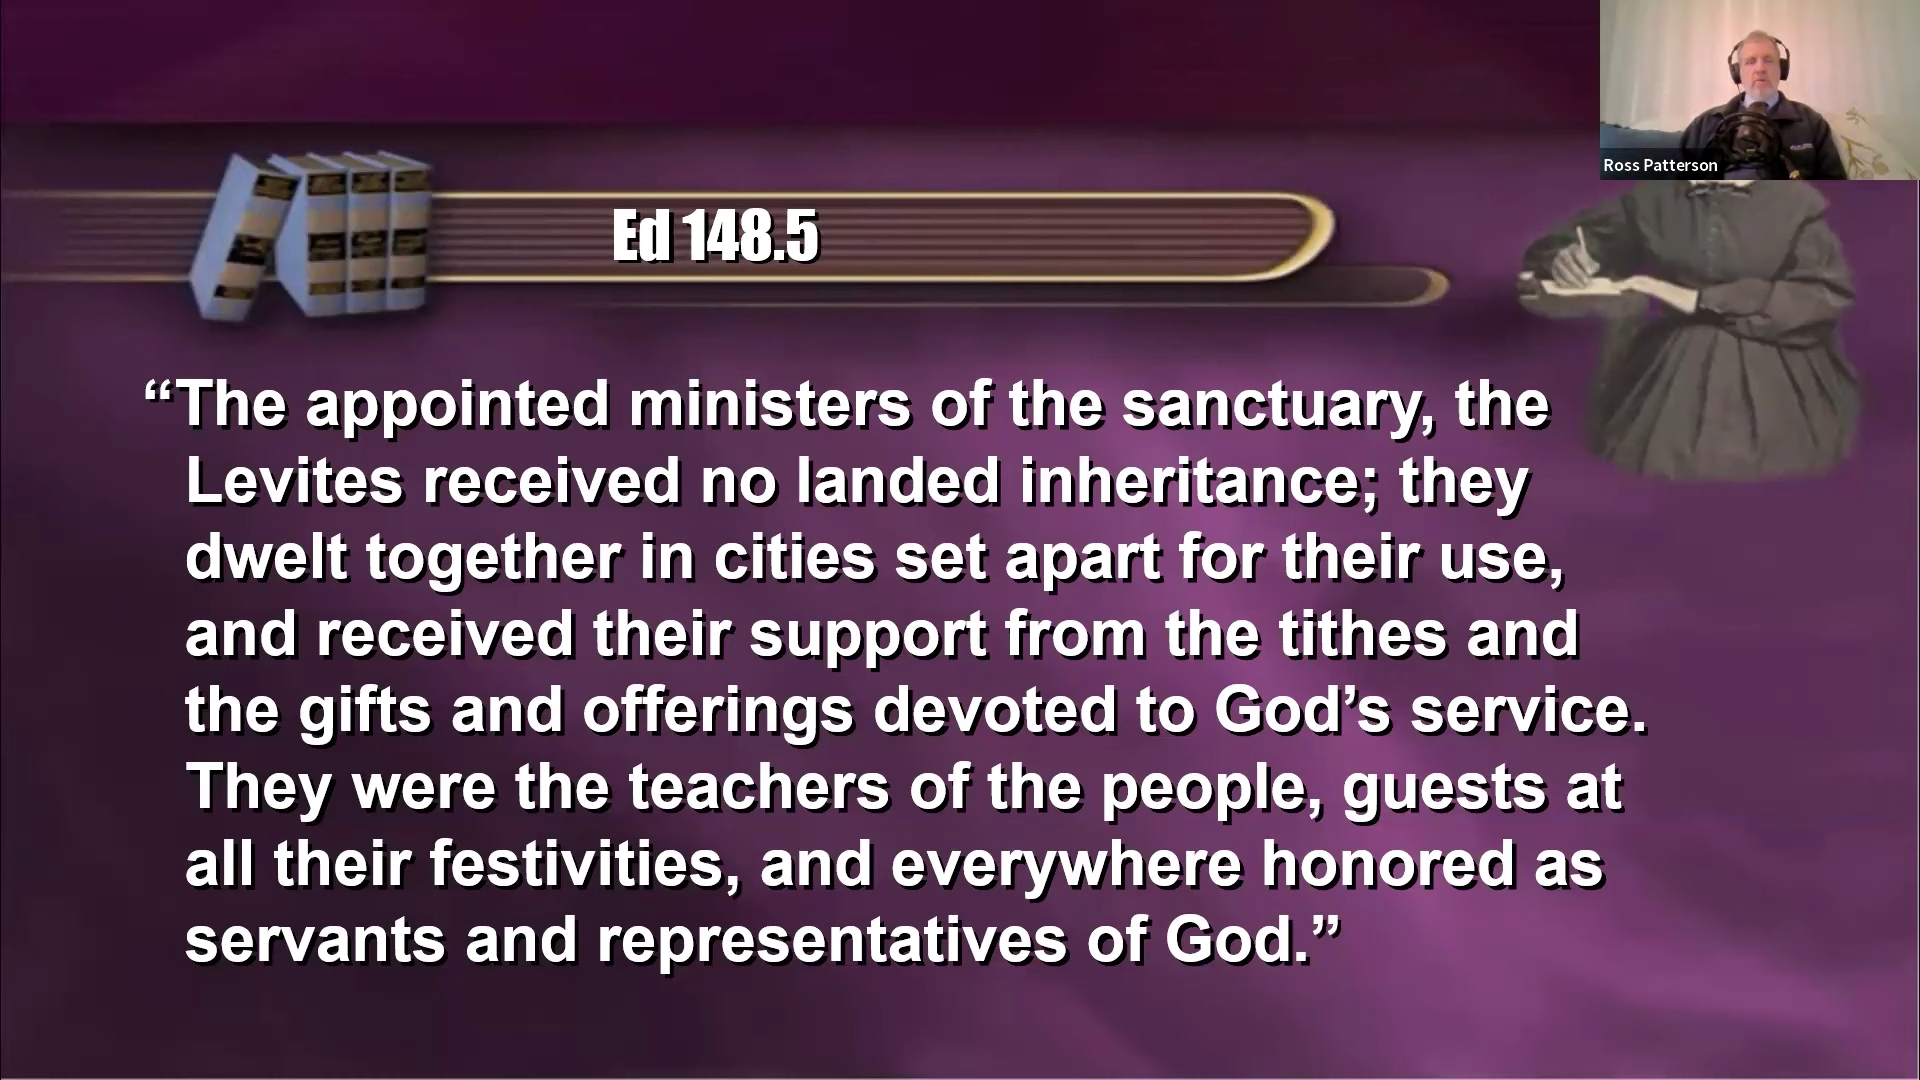 Ross Patterson
Ed 148.5
“The appointed ministers of the sanctuary, the
Levites received no landed inheritance; they
dwelt together in cities set apart for their use,
and received their support from the tithes and
the gifts and offerings devoted to God’s service.
They were the teachers of the people, guests at
all their festivities, and everywhere honored as
servants and representatives of God.”